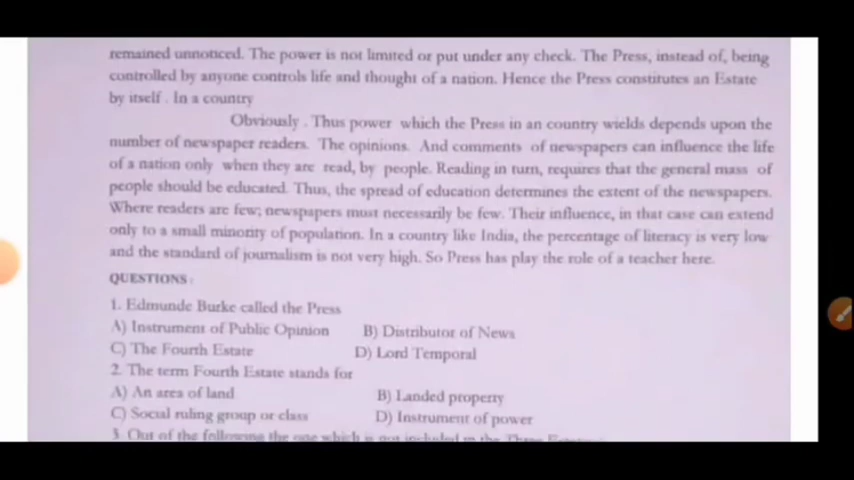 remained unnoticed. The power is not limited or put under any check. The Press, instead of, being
controlled by anyone controls life and thought of a nation. Hence the Press constitutes an Estate
by itself . In a country
Obviously . Thus power which the Press in an country wields depends upon the
number of newspaper readers. The opinions. And comments of newspapers can influence the life
of a nation only when they are read, by people. Reading in turn, requires that the general mass of
people should be educated. Thus, the spread of education determines the extent of the newspapers.
Where readers are few; newspapers must necessarily be few. Their influence, in that case can extend
only to a small minority of population. In a country like India, the percentage of literacy is very low
and the standard of journalism is not very high. So Press has play the role of a teacher here.
QUESTIONS :
1. Edmunde Burke called the Press
A) Instrument of Public Opinion B) Distributor of News
C) The Fourth Estate D) Lord Temporal
2. The term Fourth Estate stands for
A) An area of land B) Landed property
C) Social ruling group or class D) Instrument of power
3. Out of the following the one which is not included in the Three Estates